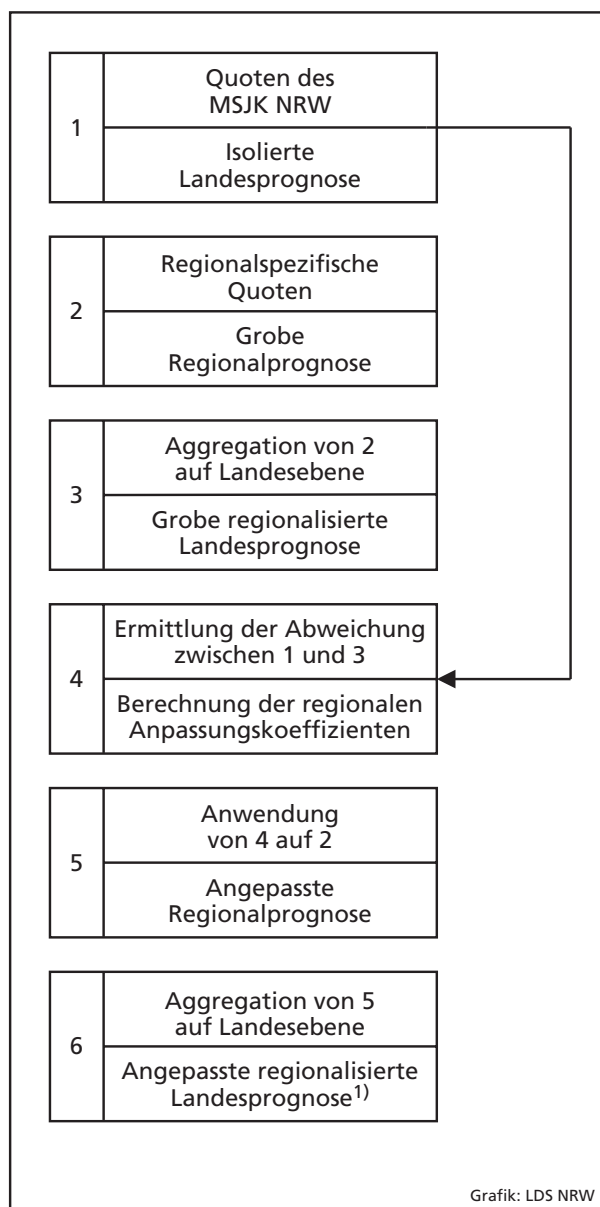 1
Quoten des
MSJK NRW
Isolierte
Landesprognose
2
Regionalspezifische
Quoten
Grobe
Regionalprognose
3
Aggregation von 2
auf Landesebene
Grobe regionalisierte
Landesprognose
4
Ermittlung der Abweichung
zwischen 1 und 3
Berechnung der regionalen
Anpassungskoeffizienten
5
Anwendung
von 4 auf 2
Angepasste
Regionalprognose
6
Aggregation von 5
auf Landesebene
Angepasste regionalisierte
Landesprognose1)
Grafik: LDS NRW